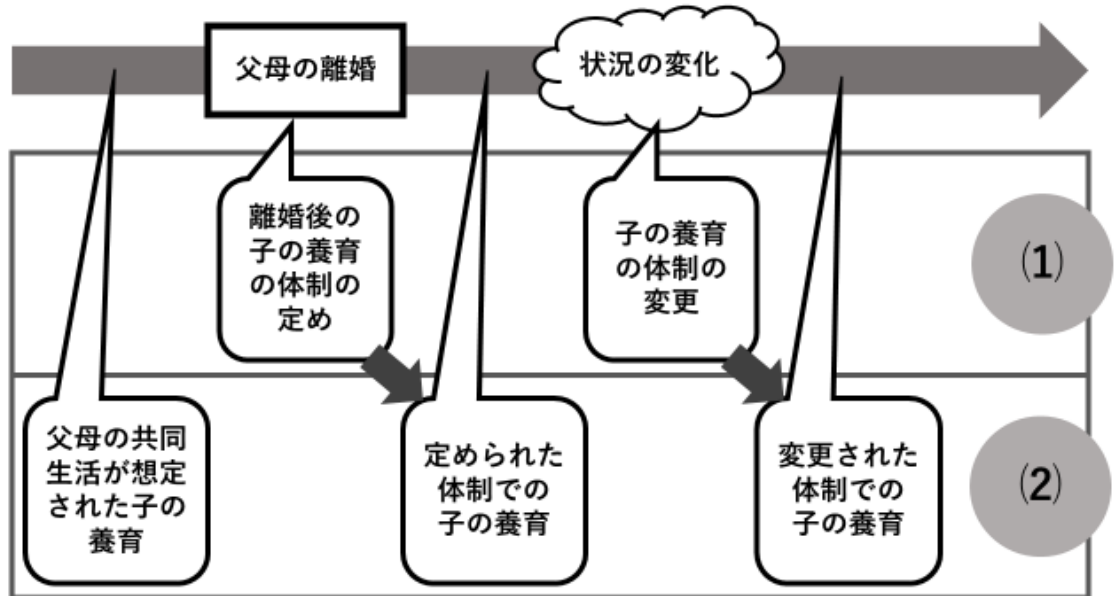 父母の離婚
状況の変化
離婚後の
子の養育
の体制の
定め
子の養育
の体制の
変更
⑴
父母の共同
生活が想定
された子の
養育
定められた
体制での
子の養育
変更された
体制での
子の養育
⑵